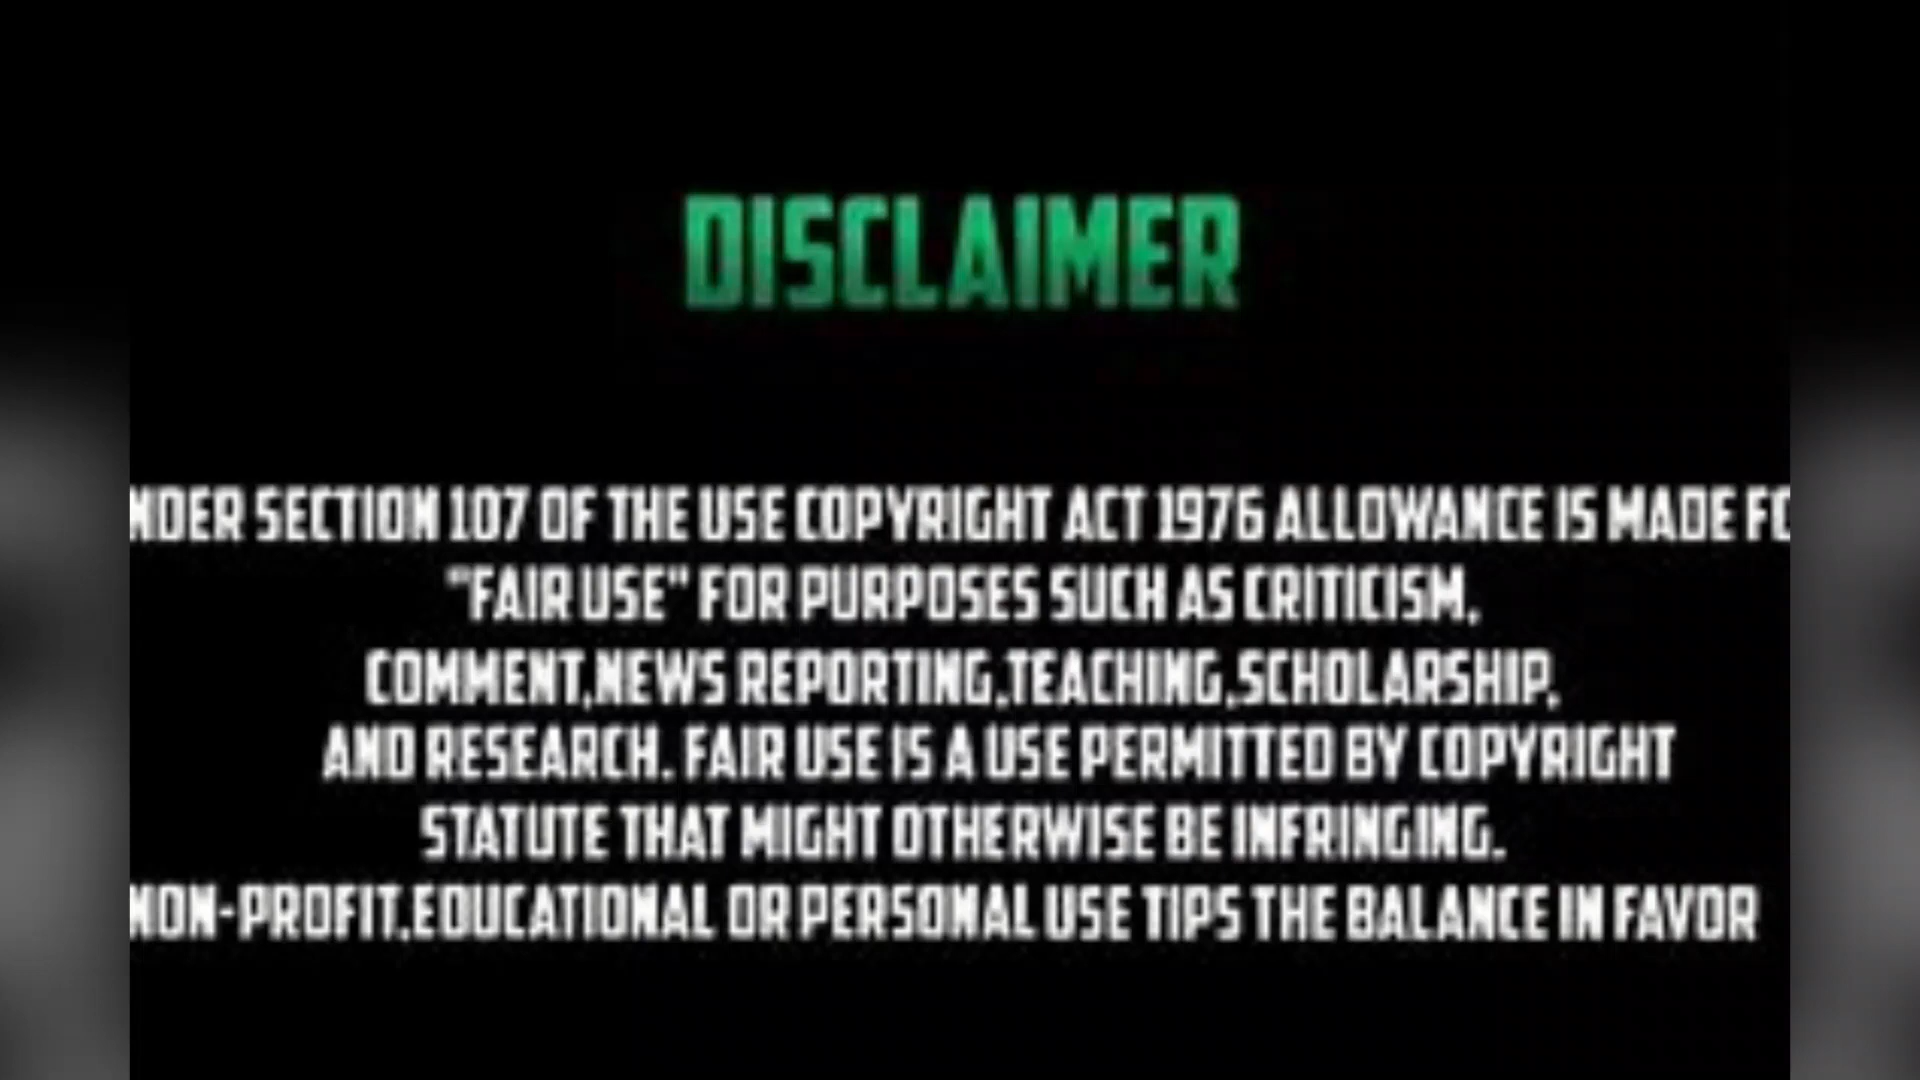 DISCLAIMER
NDER SECTION 107 OF THE USE COPYRIGHT ACT 1976 ALLOWANCE IS MADE FO
"FAIR USE" FOR PURPOSES SUCH AS CRITICISM,
COMMENT,NEWS REPORTING,TEACHING,SCHOLARSHIP,
AND RESEARCH. FAIR USE IS A USE PERMITTED BY COPYRIGHT
STATUTE THAT MIGHT OTHERWISE BE INFRINGING.
NON-PROFIT,EDUCATIONAL OR PERSONAL USE TIPS THE BALANCE IN FAVOR